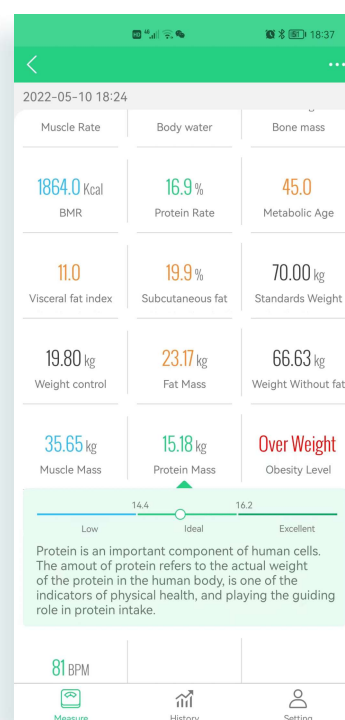 18:37
2022-05-10 18:24
Muscle Rate Body water Bone mass
1864.0 Kcal 16.9 % 45.0
BMR Protein Rate Metabolic Age
11.0 19.9 % 70.00 kg
Visceral fat index Subcutaneous fat Standards Weight
19.80 kg 23.17 kg 66.63 kg
Weight control Fat Mass Weight Without fat
35.65 kg 15.18 kg Over Weight
Muscle Mass Protein Mass Obesity Level
14.4 16.2
Low Ideal Excellent
Protein is an important component of human cells.
The amout of protein refers to the actual weight
of the protein in the human body, is one of the
indicators of physical health, and playing the guiding
role in protein intake.
81 BPM
Measure History Setting